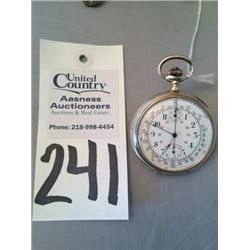 United
Country
Aasness
Auctioneers
Auctions & Real Estate
Phone: 218-998-4454
241